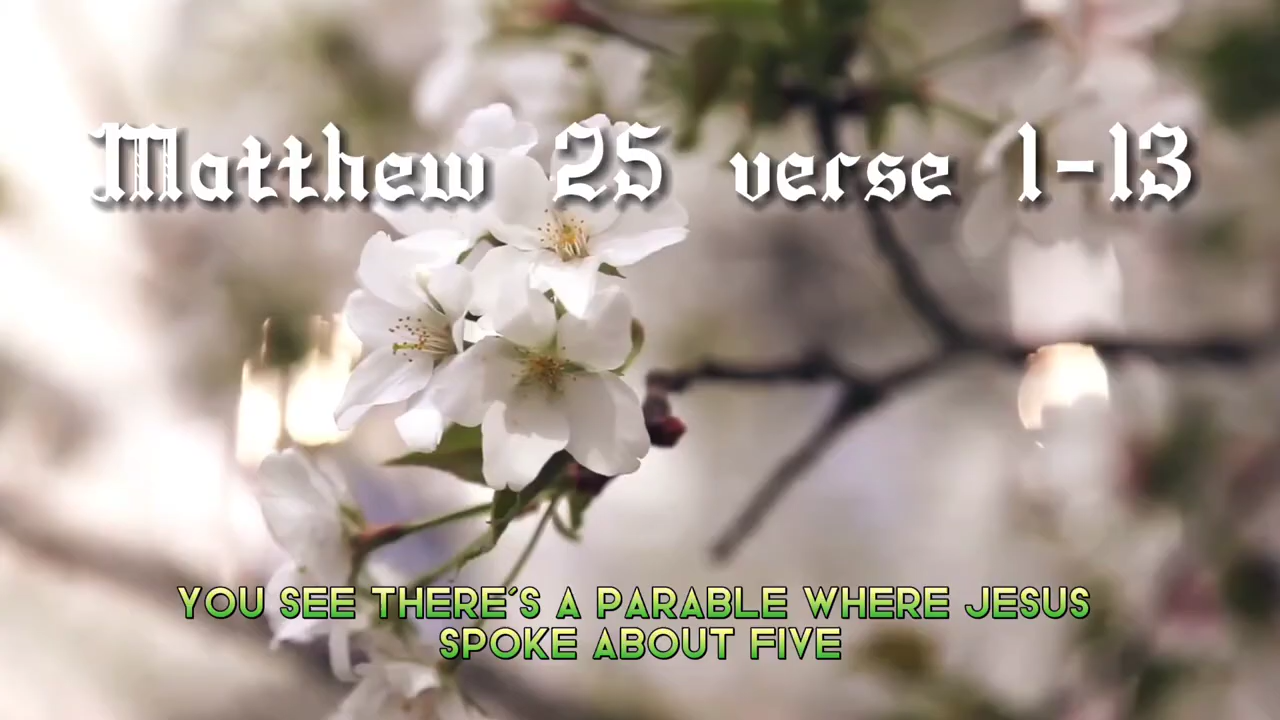 Matthew 25 verse 1-13
YOU SEE THERE'S A PARABLE WHERE JESUS
SPOKE ABOUT FIVE